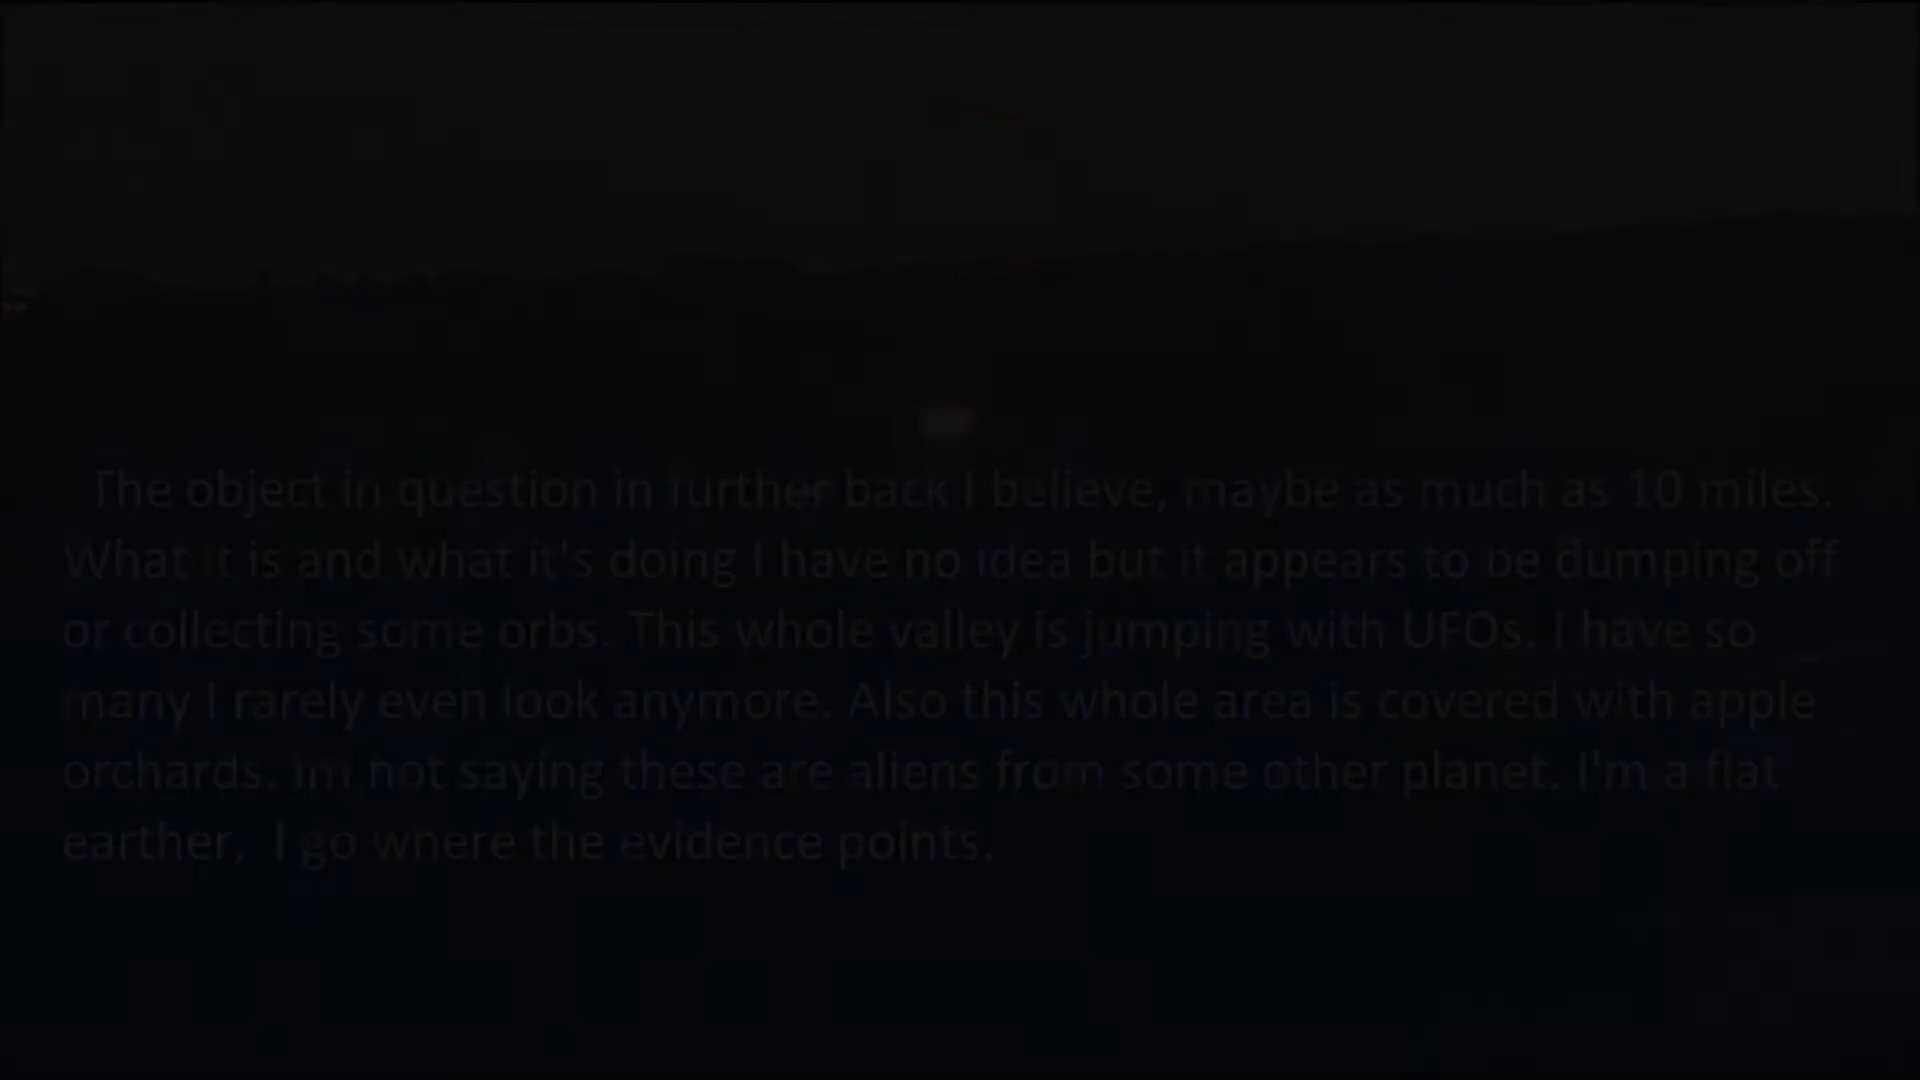 The object in question in further back I believe, maybe as much as 10 miles.
What it is and what it's doing I have no idea but it appears to be dumping off
or collecting some orbs. This whole valley is jumping with UFOs. I have so
many I rarely even look anymore. Also this whole area is covered with apple
orchards. Im not saying these are aliens from some other planet. I'm a flat
earther,  I go where the evidence points.